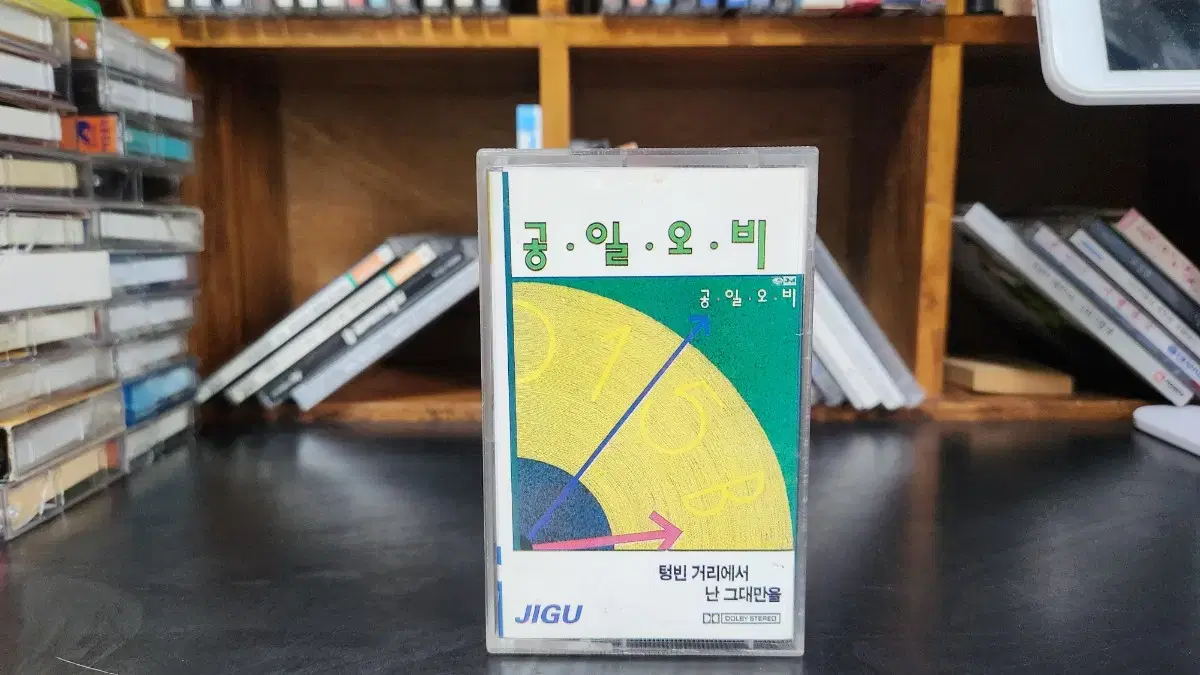 공·일·오·비
공·일·오·비
015B
텅빈 거리에서
난 그대만을
JIGU
DOLBY STEREO